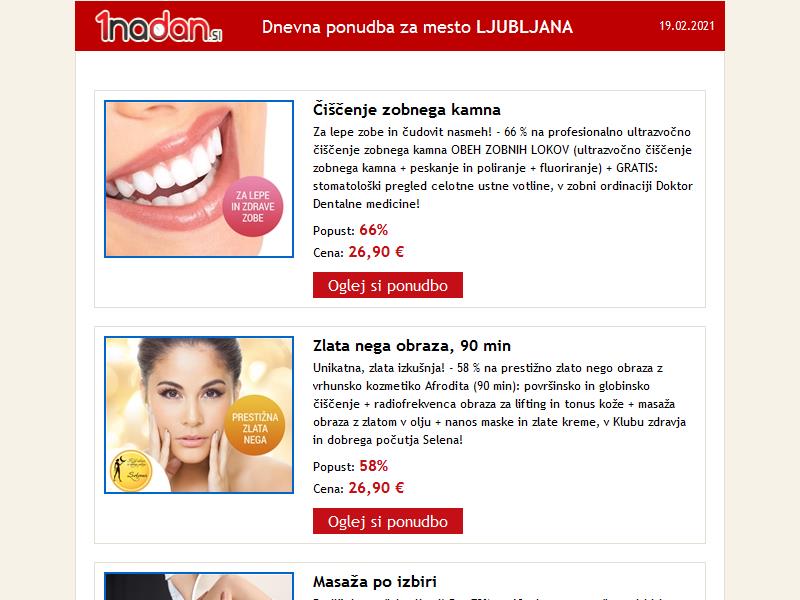 1nadan.si
Dnevna ponudba za mesto LJUBLJANA
19.02.2021
Čiščenje zobnega kamna
Za lepe zobe in čudovit nasmeh! - 66 % na profesionalno ultrazvočno
čiščenje zobnega kamna OBEH ZOBNIH LOKOV (ultrazvočno čiščenje
zobnega kamna + peskanje in poliranje + fluoriranje) + GRATIS:
stomatološki pregled celotne ustne votline, v zobni ordinaciji Doktor
Dentalne medicine!
ZA LEPE
IN ZDRAVE
ZOBE
Popust: 66%
Cena: 26,90 €
Oglej si ponudbo
Zlata nega obraza, 90 min
Unikatna, zlata izkušnja! - 58 % na prestižno zlato nego obraza z
vrhunsko kozmetiko Afrodita (90 min): površinsko in globinsko
čiščenje + radiofrekvenca obraza za lifting in tonus kože + masaža
obraza z zlatom v olju + nanos maske in zlate kreme, v Klubu zdravja
in dobrega počutja Selena!
PRESTIŽNA
ZLATA
NEGA
Selena
Popust: 58%
Cena: 26,90 €
Oglej si ponudbo
Masaža po izbiri